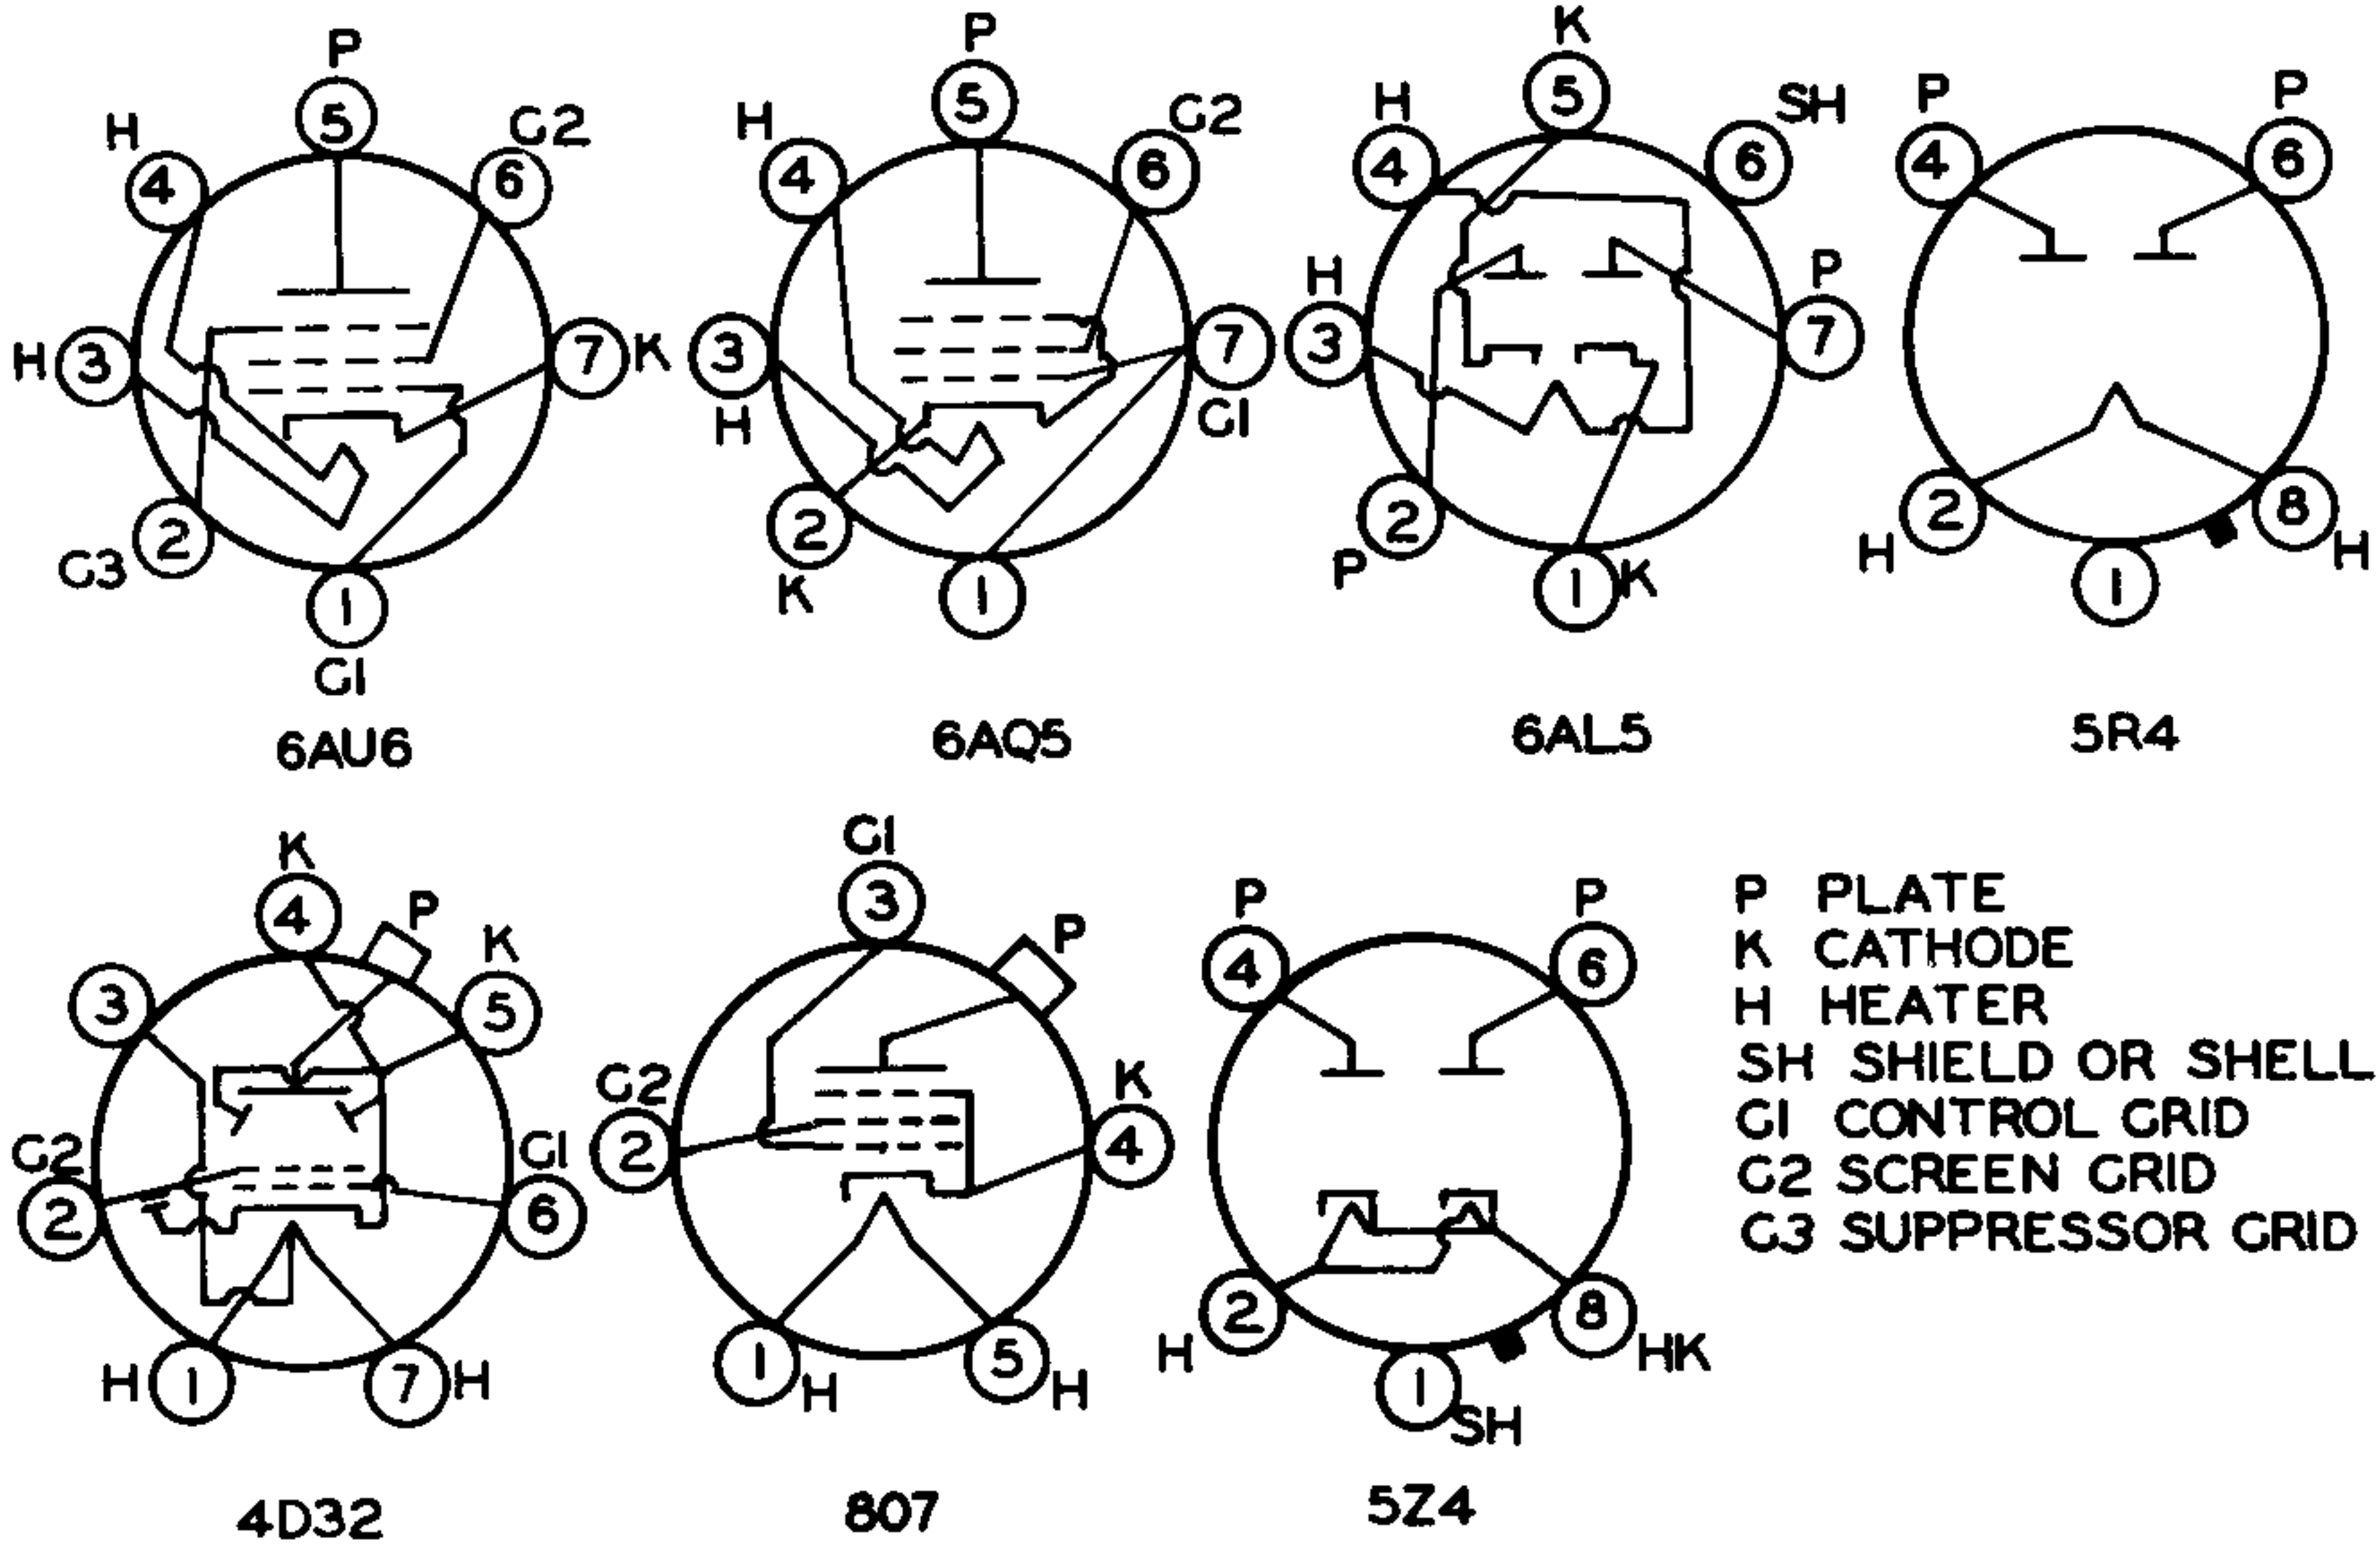 P
H 5 G2
4 6
H 3 7 K
2
G3 1
G1
6AU6
P
H 5 G2
4 6
3 7
H G1
2
K 1
6AQ5
K
H 5 SH
4 6
H P
3 7
2
P 1 K
6AL5
P P
4 6
2 8
H 1 H
5R4
K
4 P
K
3 5
G2 G1
2 6
H 1 7 H
4D32
G1
3
P
G2 K
2 4
1 5
H H
807
P P
4 6
2 8
H HK
1
SH
5Z4
P PLATE
K CATHODE
H HEATER
SH SHIELD OR SHELL
G1 CONTROL GRID
G2 SCREEN GRID
G3 SUPPRESSOR GRID